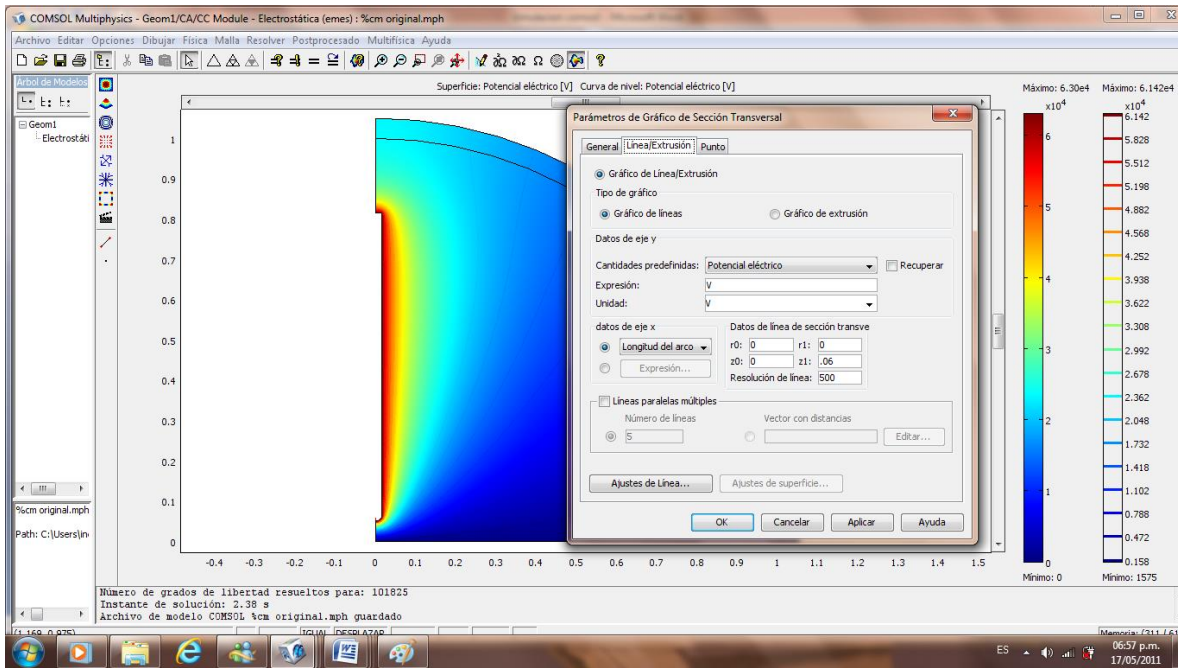 COMSOL Multiphysics - Geom1/CA/CC Module - Electrostática (emes) : %cm original.mph
Archivo Editar Opciones Dibujar Física Malla Resolver Postprocesado Multifísica Ayuda
Árbol de Modelos
Geom1
Electrostáti
%cm original.mph
Path: C:\Users\in
Superficie: Potencial eléctrico [V] Curva de nivel: Potencial eléctrico [V]
1
0.9
0.8
0.7
0.6
0.5
0.4
0.3
0.2
0.1
0
-0.4 -0.3 -0.2 -0.1 0 0.1 0.2 0.3 0.4 0.5 0.6 0.7 0.8 0.9 1 1.1 1.2 1.3 1.4 1.5
Parámetros de Gráfico de Sección Transversal
General Línea/Extrusión Punto
Gráfico de Línea/Extrusión
Tipo de gráfico
Gráfico de líneas Gráfico de extrusión
Datos de eje y
Cantidades predefinidas: Potencial eléctrico Recuperar
Expresión: V
Unidad: V
datos de eje x
Longitud del arco
Expresión...
Datos de línea de sección transve
r0: 0 r1: 0
z0: 0 z1: .06
Resolución de línea: 500
Líneas paralelas múltiples
Número de líneas Vector con distancias
5 Editar...
Ajustes de Línea... Ajustes de superficie...
OK Cancelar Aplicar Ayuda
Máximo: 6.30e4
x10⁴
6
5
4
3
2
1
0
Mínimo: 0
Máximo: 6.142e4
x10⁴
6.142
5.828
5.512
5.198
4.882
4.568
4.252
3.938
3.622
3.308
2.992
2.678
2.362
2.048
1.732
1.418
1.102
0.788
0.472
0.158
Mínimo: 1575
Número de grados de libertad resueltos para: 101825
Instante de solución: 2.38 s
Archivo de modelo COMSOL %cm original.mph guardado
(1.169, 0.975) IGUAL DESPLAZAR Memoria: (311 / 61
ES 06:57 p.m.
17/05/2011